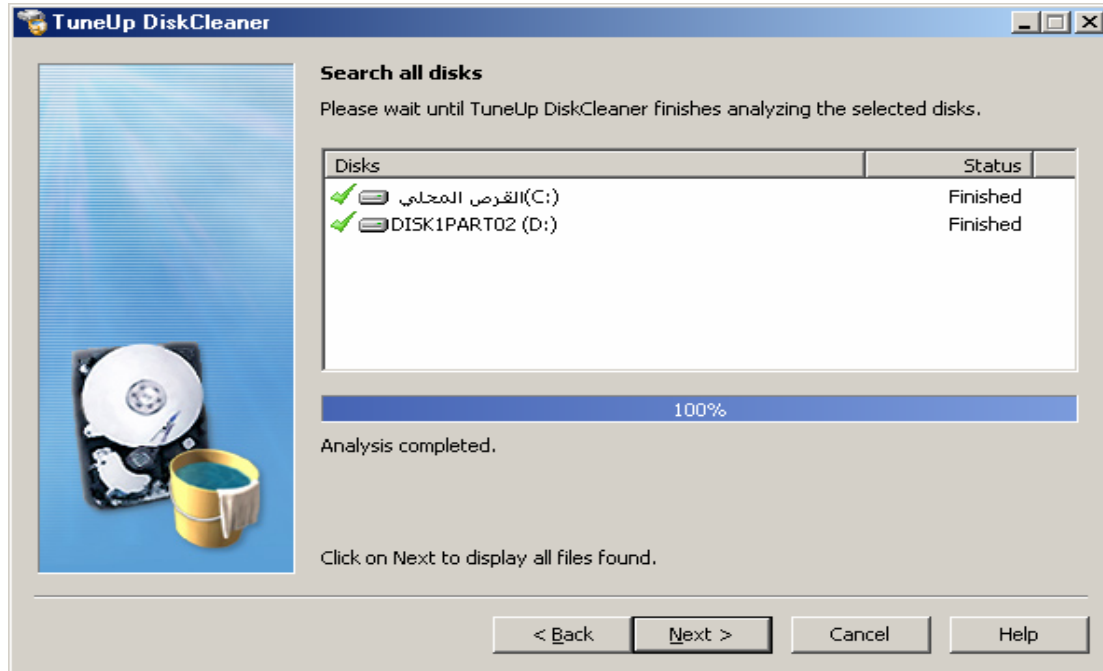 TuneUp DiskCleaner
Search all disks
Please wait until TuneUp DiskCleaner finishes analyzing the selected disks.
Disks Status
القرص المحلي (C:) Finished
DISK1PART02 (D:) Finished
100%
Analysis completed.
Click on Next to display all files found.
< Back Next > Cancel Help